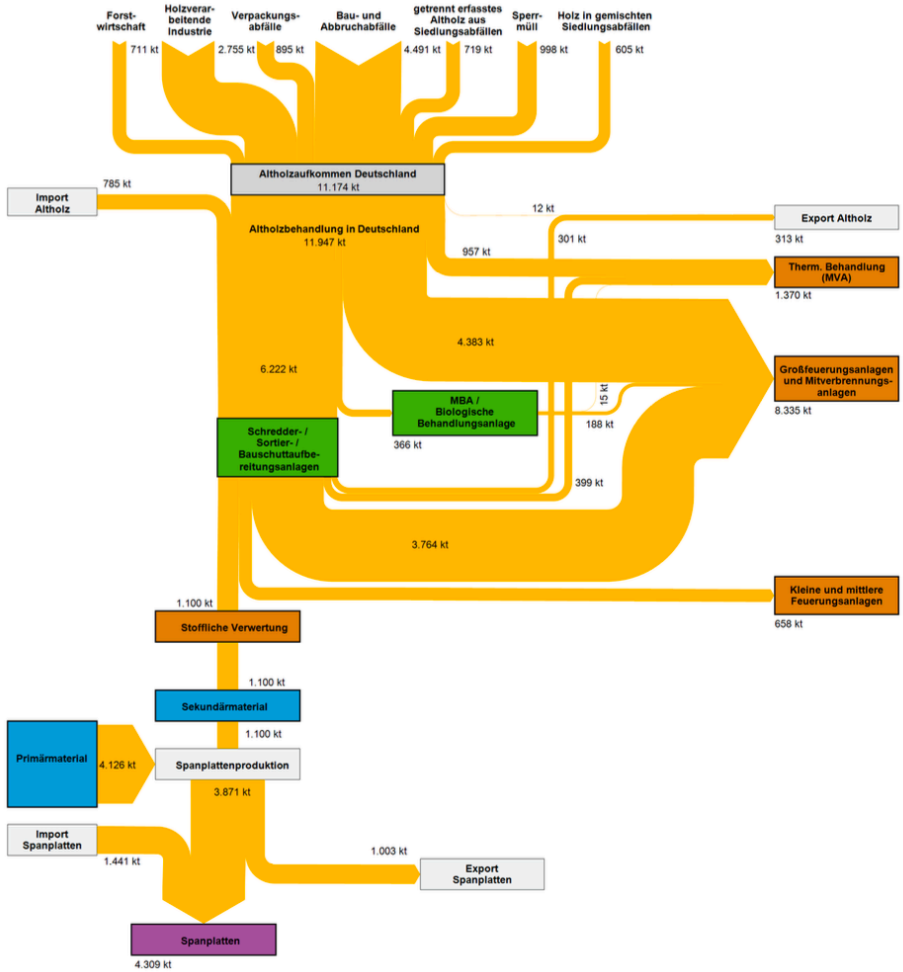 Forst-
wirtschaft
711 kt
Holzverar-
beitende
Industrie
2.755 kt
Verpackungs-
abfälle
895 kt
Bau- und
Abbruchabfälle
4.491 kt
getrennt erfasstes
Altholz aus
Siedlungsabfällen
719 kt
Sperr-
müll
998 kt
Holz in gemischten
Siedlungsabfällen
605 kt
Altholzaufkommen Deutschland
11.174 kt
Import
Altholz
785 kt
Altholzbehandlung in Deutschland
11.947 kt
12 kt
301 kt
Export Altholz
313 kt
957 kt
Therm. Behandlung
(MVA)
1.370 kt
4.383 kt
6.222 kt
Großfeuerungsanlagen
und Mitverbrennungs-
anlagen
8.335 kt
MBA /
Biologische
Behandlungsanlage
366 kt
15 kt
188 kt
Schredder- /
Sortier- /
Bauschuttaufbe-
reitungsanlagen
399 kt
3.764 kt
Kleine und mittlere
Feuerungsanlagen
658 kt
1.100 kt
Stoffliche Verwertung
1.100 kt
Sekundärmaterial
1.100 kt
Primärmaterial
4.126 kt
Spanplattenproduktion
3.871 kt
Import
Spanplatten
1.441 kt
1.003 kt
Export
Spanplatten
Spanplatten
4.309 kt